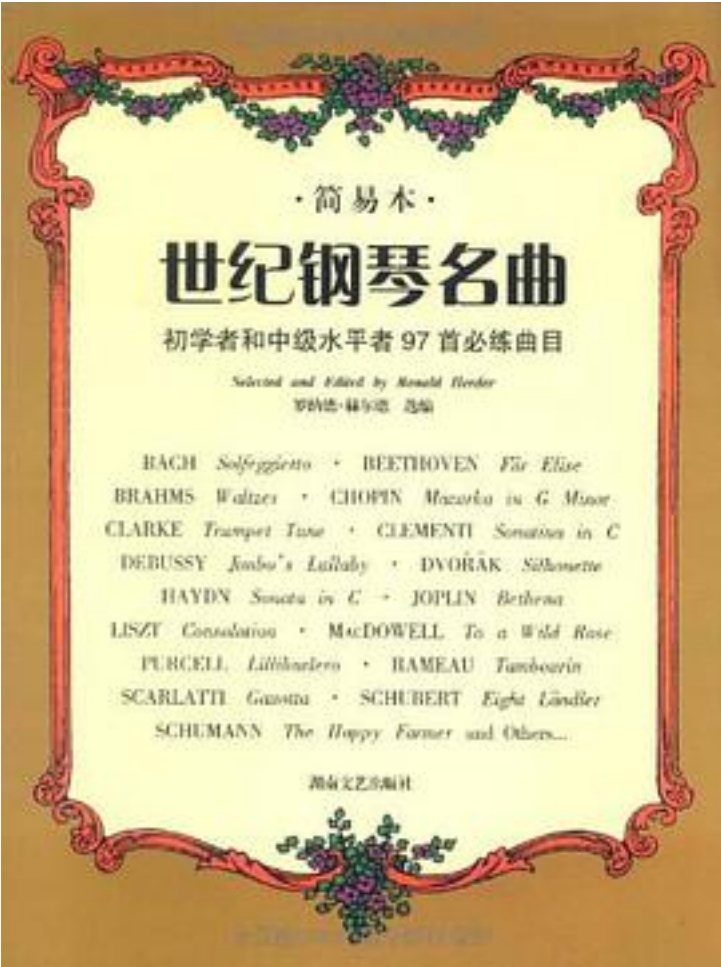 ·简易本·
世纪钢琴名曲
初学者和中级水平者 97 首必练曲目
Selected and Edited by Ronald Herder
罗纳德·赫尔德 选编
BACH Solfeggietto · BEETHOVEN Für Elise
BRAHMS Waltzes · CHOPIN Mazurka in G Minor
CLARKE Trumpet Tune · CLEMENTI Sonatina in C
DEBUSSY Jimbo's Lullaby · DVOŘÁK Silhouette
HAYDN Sonata in C · JOPLIN Bethena
LISZT Consolation · MACDOWELL To a Wild Rose
PURCELL Lillibulero · RAMEAU Tambourin
SCARLATTI Gavotta · SCHUBERT Eight Ländler
SCHUMANN The Happy Farmer and Others...
湖南文艺出版社